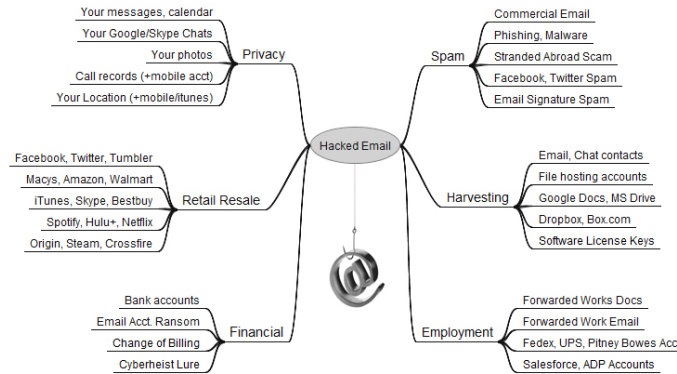 Your messages, calendar
Your Google/Skype Chats
Your photos
Call records (+mobile acct)
Your Location (+mobile/itunes)
Privacy
Commercial Email
Phishing, Malware
Stranded Abroad Scam
Facebook, Twitter Spam
Email Signature Spam
Spam
Hacked Email
Facebook, Twitter, Tumbler
Macys, Amazon, Walmart
iTunes, Skype, Bestbuy
Spotify, Hulu+, Netflix
Origin, Steam, Crossfire
Retail Resale
Email, Chat contacts
File hosting accounts
Google Docs, MS Drive
Dropbox, Box.com
Software License Keys
Harvesting
@
Bank accounts
Email Acct. Ransom
Change of Billing
Cyberheist Lure
Financial
Forwarded Works Docs
Forwarded Work Email
Fedex, UPS, Pitney Bowes Acc
Salesforce, ADP Accounts
Employment